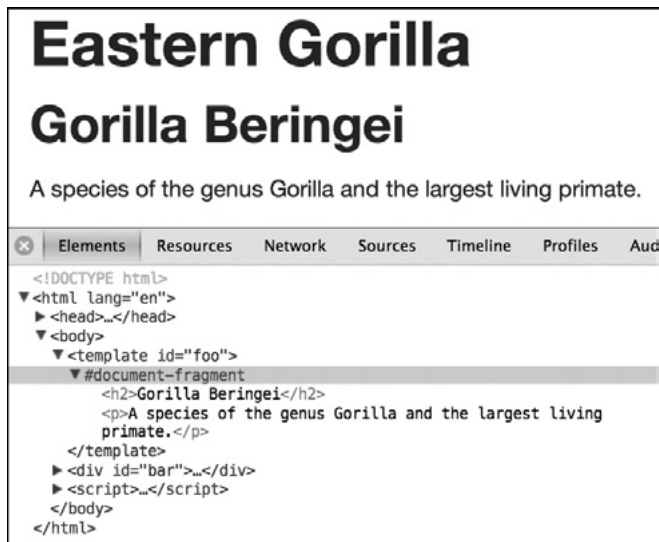 Eastern Gorilla
Gorilla Beringei
A species of the genus Gorilla and the largest living primate.
Elements Resources Network Sources Timeline Profiles Aud
<!DOCTYPE html>
▼<html lang="en">
▶<head>…</head>
▼<body>
▼<template id="foo">
▼#document-fragment
<h2>Gorilla Beringei</h2>
<p>A species of the genus Gorilla and the largest living
primate.</p>
</template>
▶<div id="bar">…</div>
▶<script>…</script>
</body>
</html>